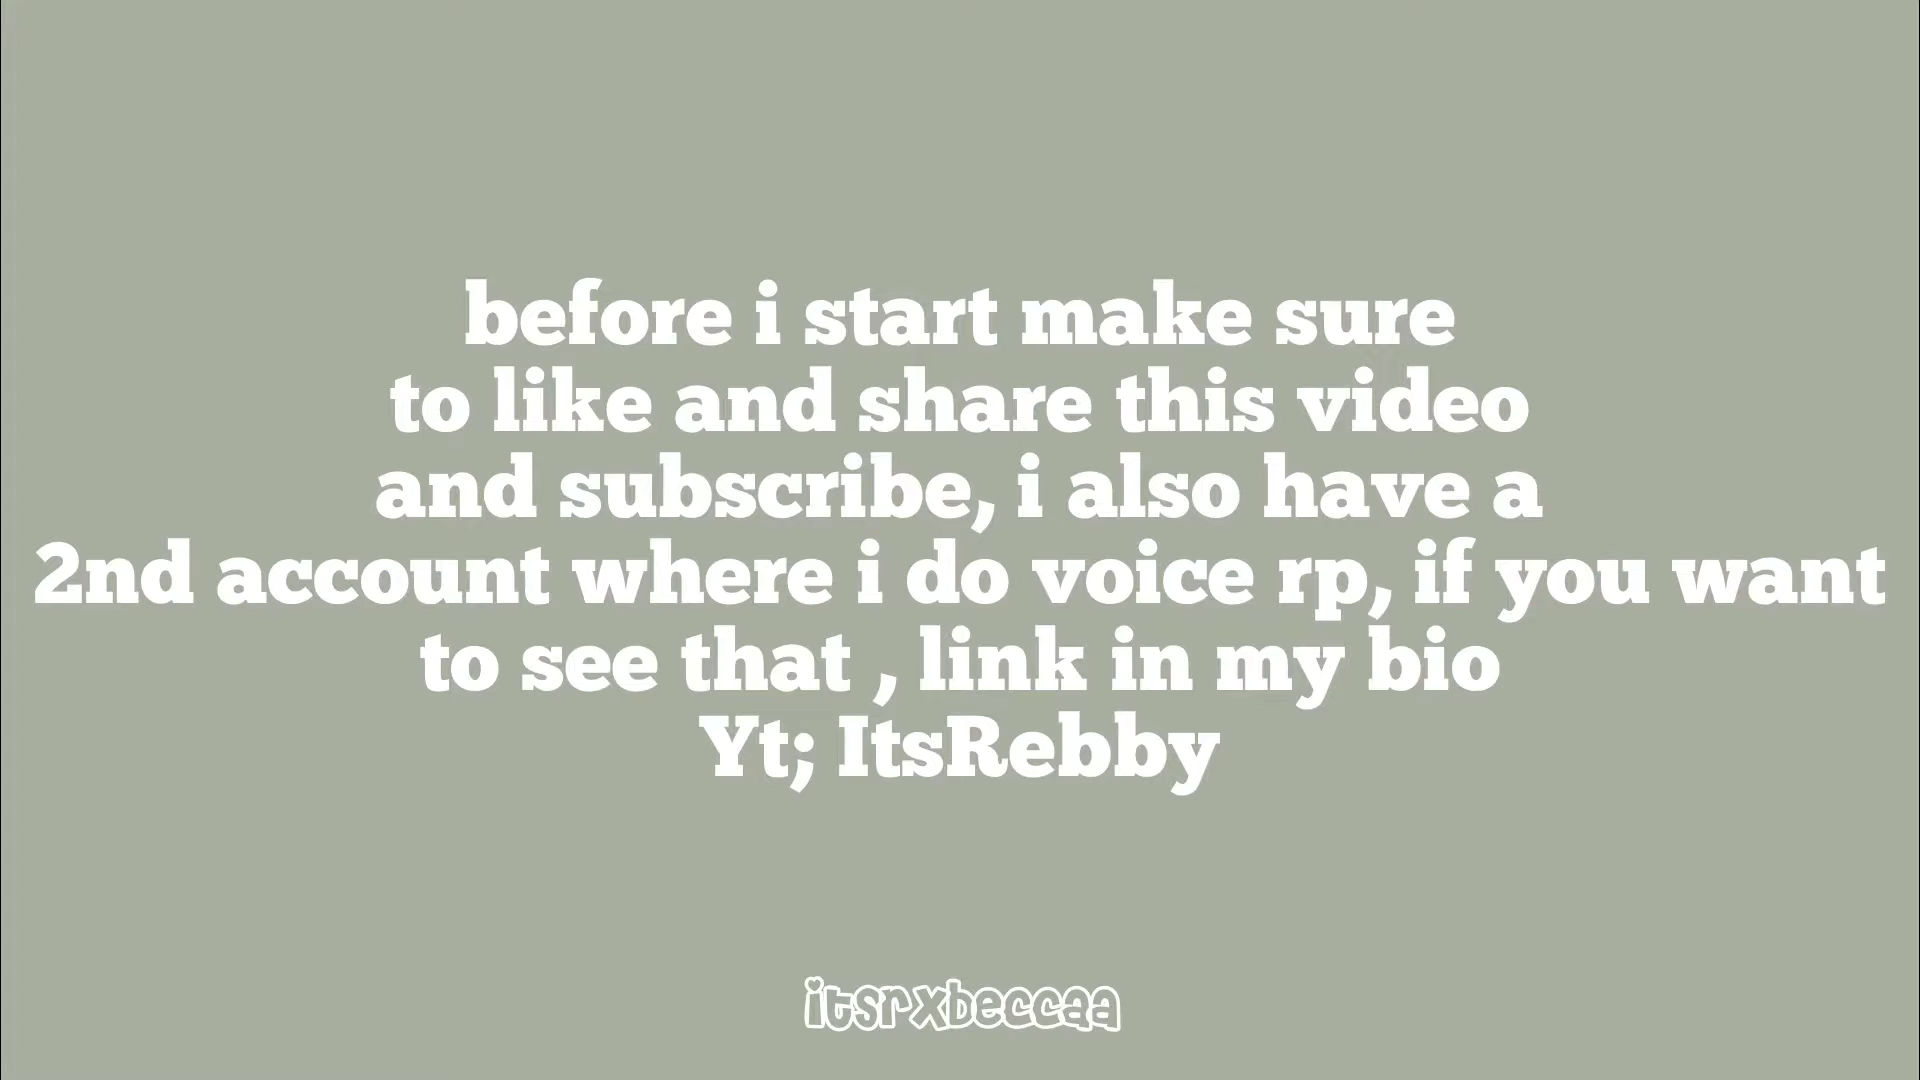 before i start make sure
to like and share this video
and subscribe, i also have a
2nd account where i do voice rp, if you want
to see that , link in my bio
Yt; ItsRebby
itsrxbeccaa